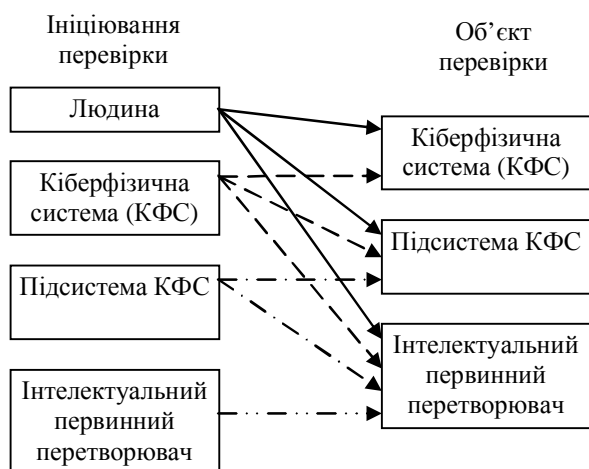 Ініціювання
перевірки
Людина
Кіберфізична
система (КФС)
Підсистема КФС
Інтелектуальний
первинний
перетворювач
Об’єкт
перевірки
Кіберфізична
система (КФС)
Підсистема КФС
Інтелектуальний
первинний
перетворювач